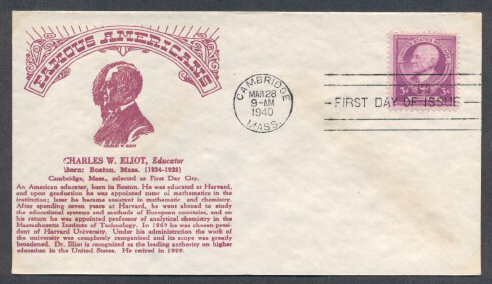 FAMOUS AMERICANS
CHARLES W. ELIOT
CHARLES W. ELIOT, Educator
Born: Boston, Mass. (1834-1926)
Cambridge, Mass., selected as First Day City.
An American educator, born in Boston. He was educated at Harvard,
and upon graduation he was appointed tutor of mathematics in the
institution; later he became assistant in mathematics and chemistry.
After spending seven years at Harvard, he went abroad to study
the educational systems and methods of European countries, and on
his return he was appointed professor of analytical chemistry in the
Massachusetts Institute of Technology. In 1869 he was chosen presi-
dent of Harvard University. Under his administration the work of
the university was completely reorganized and its scope was greatly
broadened. Dr. Eliot is recognized as the leading authority on higher
education in the United States. He retired in 1909.
CAMBRIDGE
MAR 28
9-AM
1940
MASS.
UNITED STATES POSTAGE
3¢ 3¢
FIRST DAY OF ISSUE